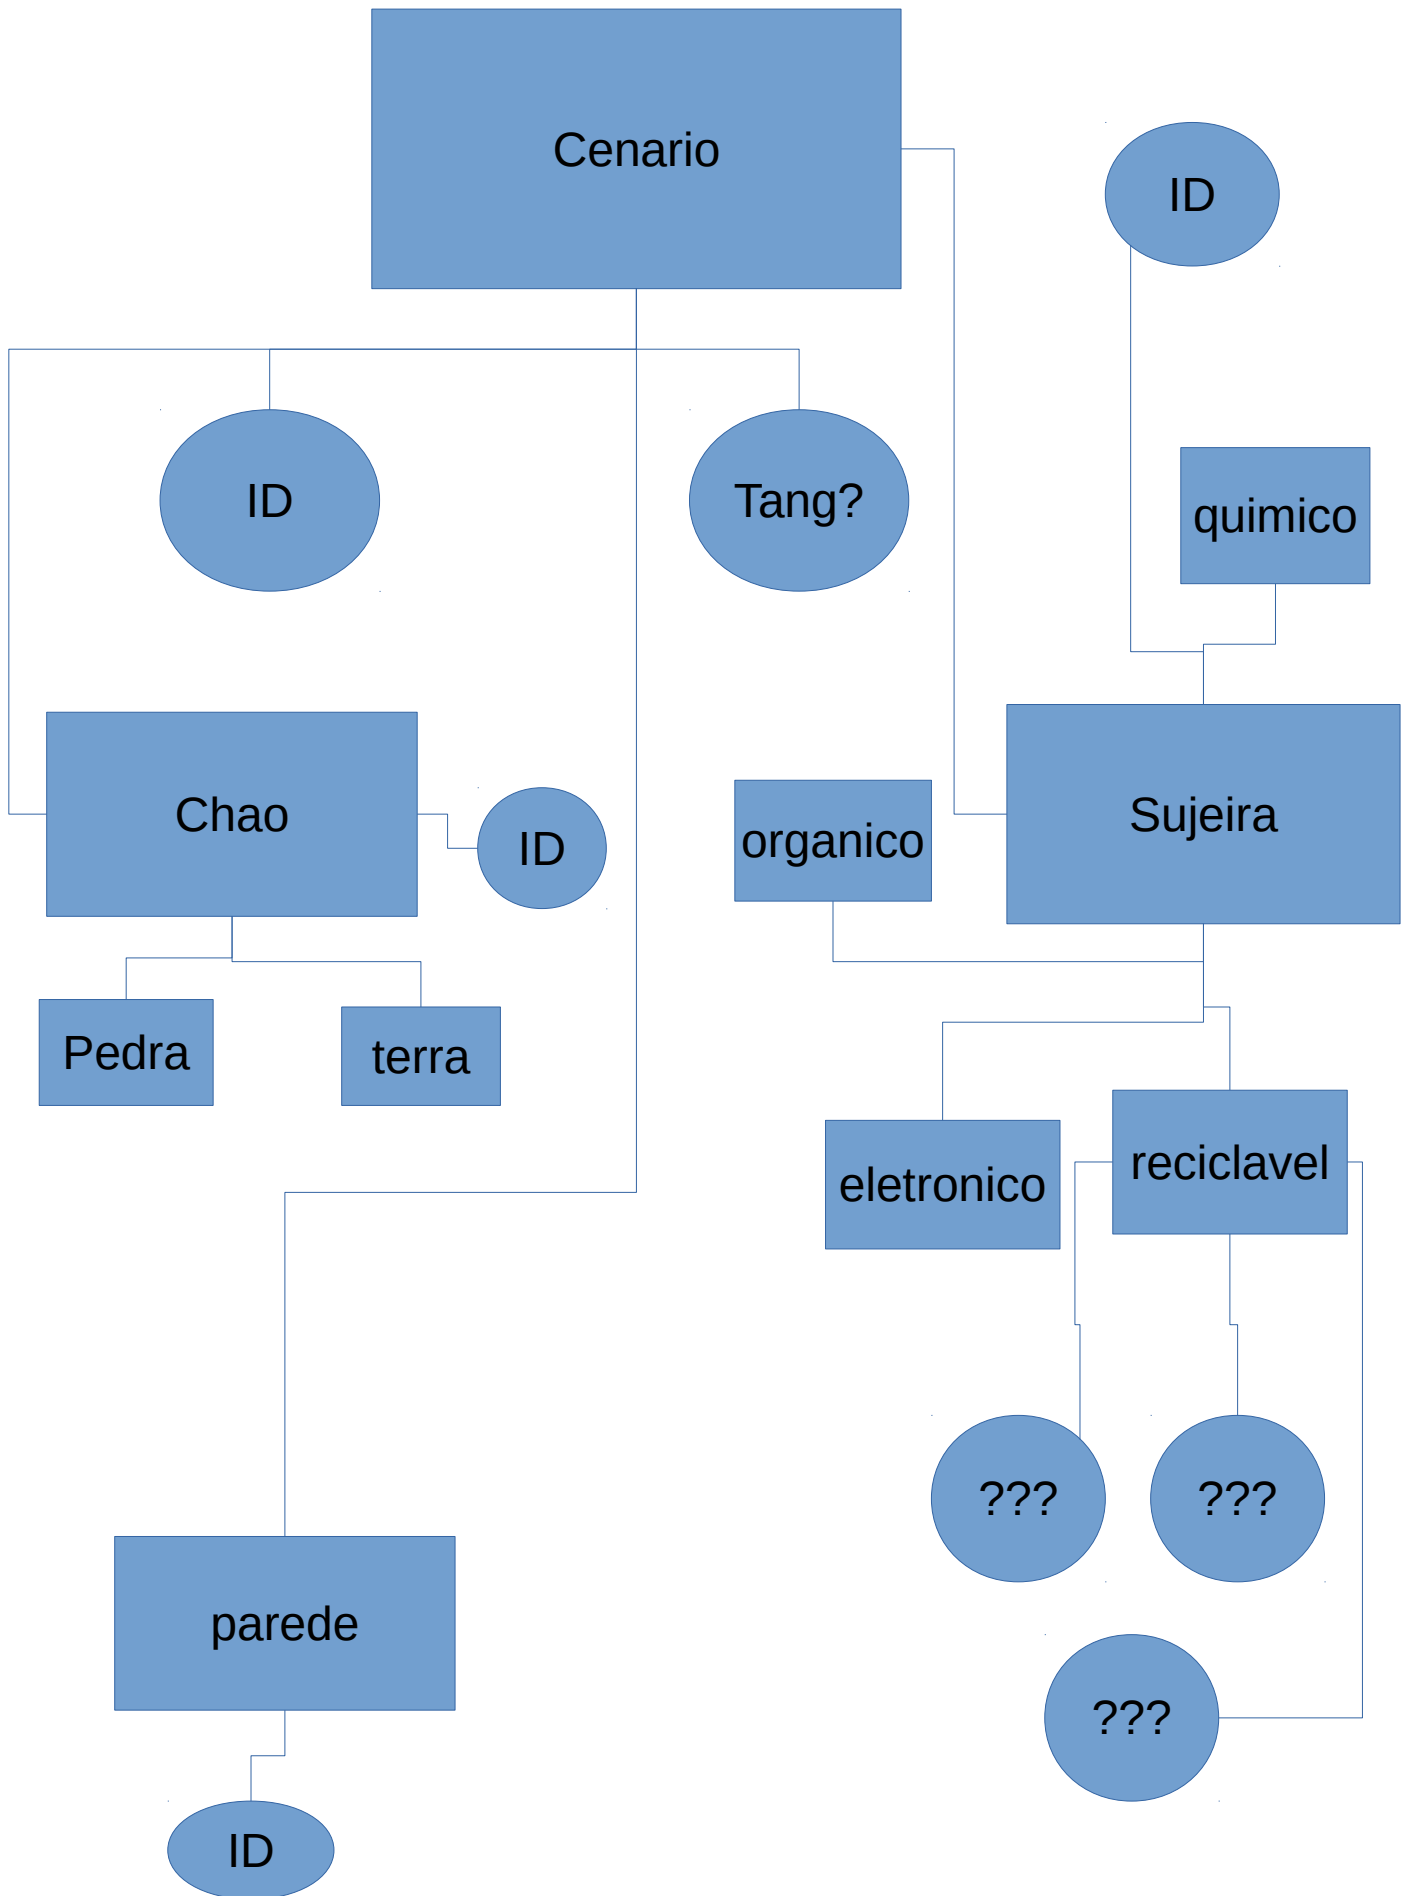 Cenario
ID
ID
Tang?
quimico
Chao
ID
organico
Sujeira
Pedra
terra
eletronico
reciclavel
???
???
parede
???
ID